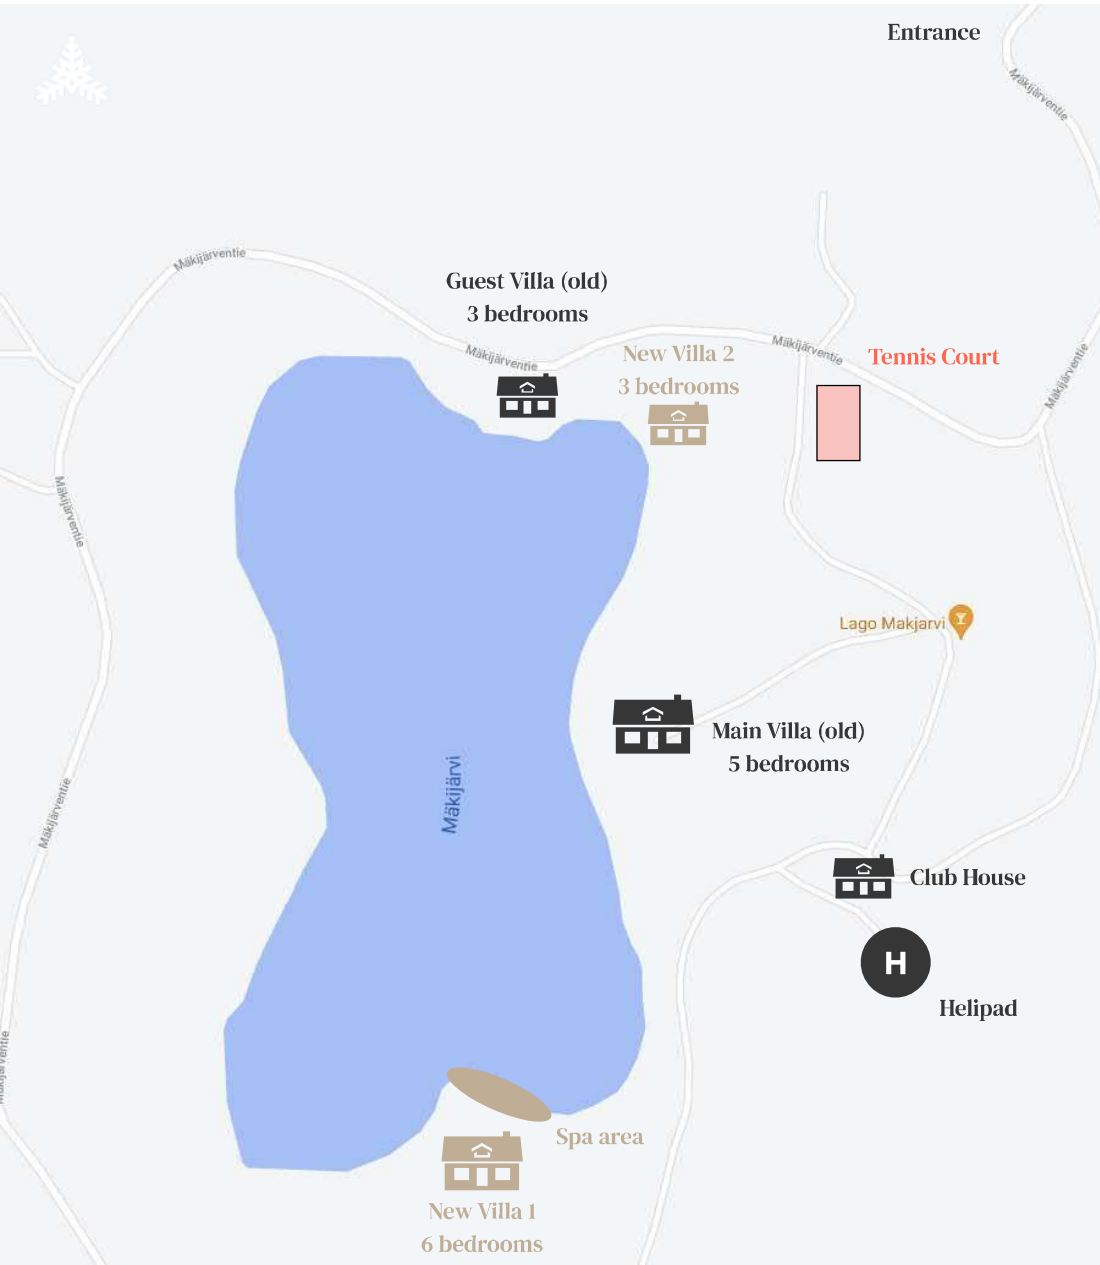 Entrance
Mäkijärventie
Mäkijärventie
Guest Villa (old)
3 bedrooms
Mäkijärventie
New Villa 2
3 bedrooms
Mäkijärventie
Tennis Court
Mäkijärventie
Mäkijärventie
Lago Makjarvi
Main Villa (old)
5 bedrooms
Mäkijärvi
Mäkijärventie
Club House
H
Helipad
Mäkijärventie
Spa area
New Villa 1
6 bedrooms